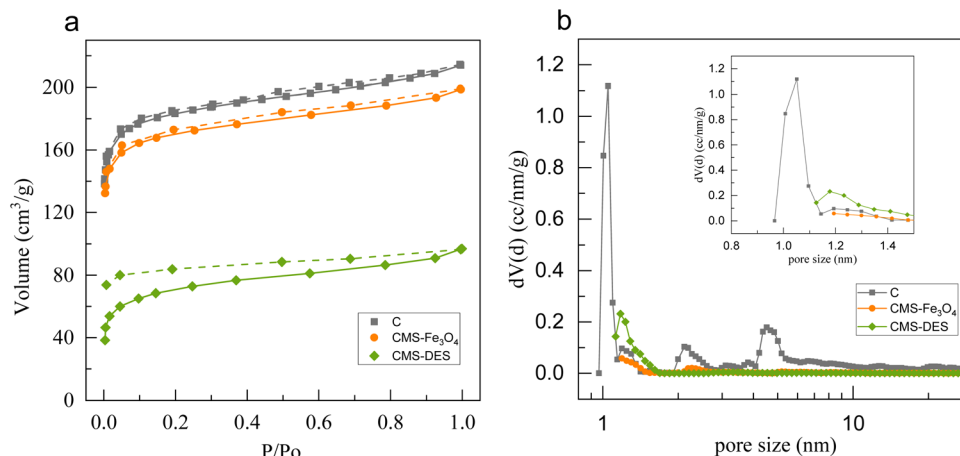 a
Volume (cm³/g)
200
160
120
80
40
0
C
CMS-Fe₃O₄
CMS-DES
0.0 0.2 0.4 0.6 0.8 1.0
P/Po
b
dV(d) (cc/nm/g)
1.2
1.0
0.8
0.6
0.4
0.2
0.0
dV(d) (cc/nm/g)
1.2
1.0
0.8
0.6
0.4
0.2
0.0
0.8 1.0 1.2 1.4
pore size (nm)
C
CMS-Fe₃O₄
CMS-DES
1 10
pore size (nm)